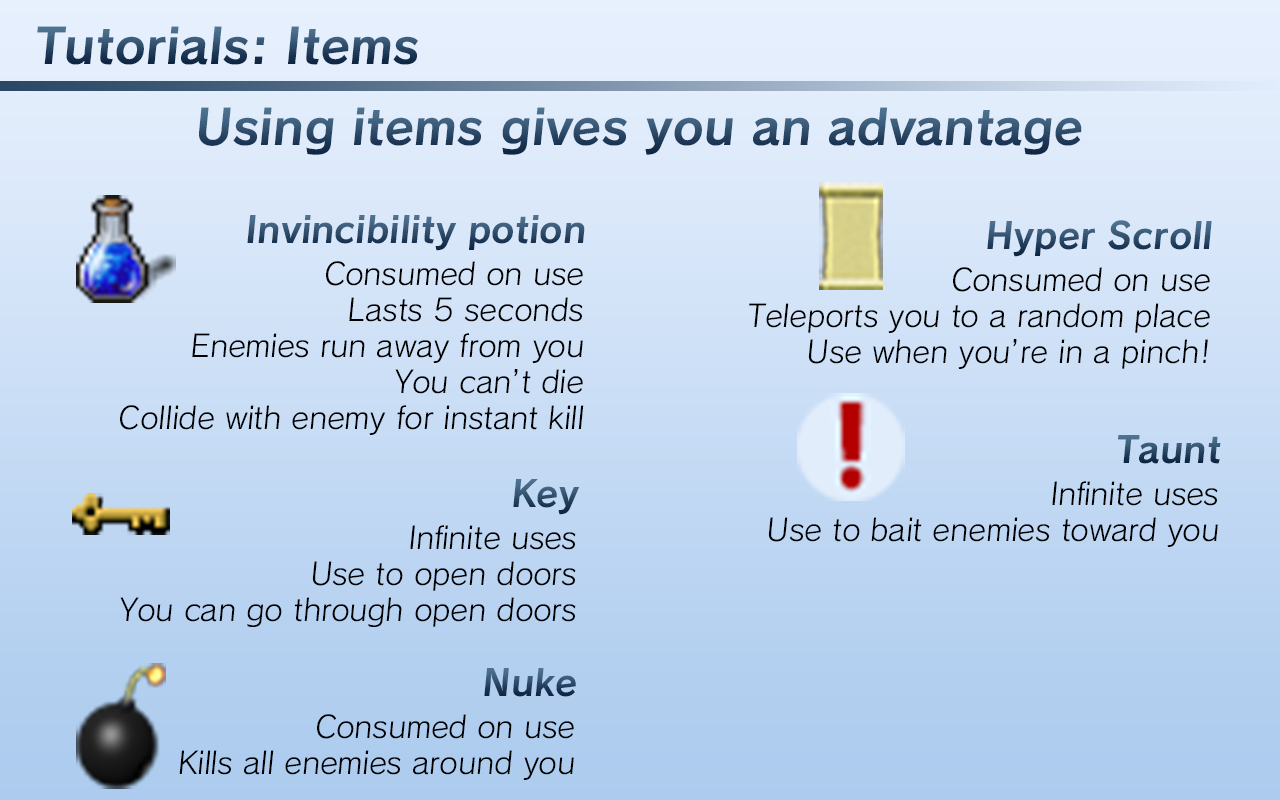 Tutorials: Items
Using items gives you an advantage
Invincibility potion
Consumed on use
Lasts 5 seconds
Enemies run away from you
You can't die
Collide with enemy for instant kill
Key
Infinite uses
Use to open doors
You can go through open doors
Nuke
Consumed on use
Kills all enemies around you
Hyper Scroll
Consumed on use
Teleports you to a random place
Use when you're in a pinch!
Taunt
Infinite uses
Use to bait enemies toward you